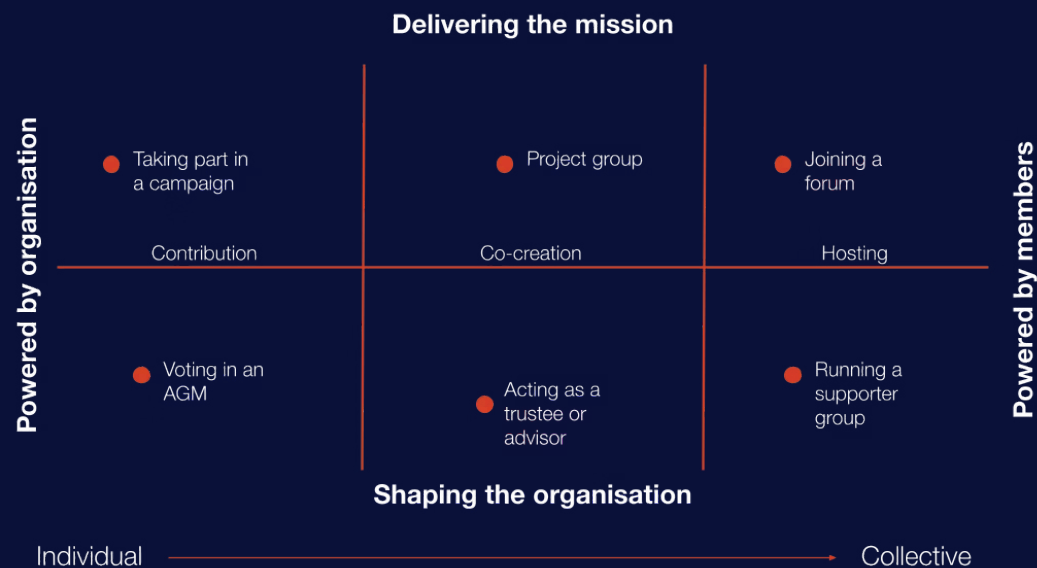 Delivering the mission
Powered by organisation
Taking part in
a campaign
Project group
Joining a
forum
Powered by members
Contribution
Co-creation
Hosting
Voting in an
AGM
Acting as a
trustee or
advisor
Running a
supporter
group
Shaping the organisation
Individual
Collective